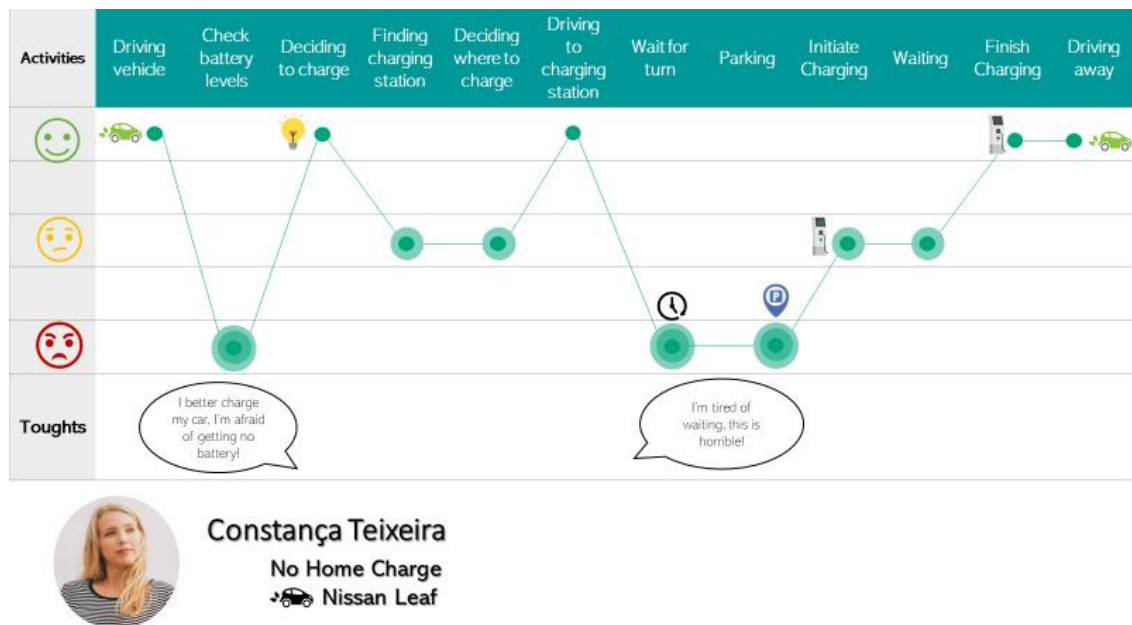 Activities
Driving
vehicle
Check
battery
levels
Deciding
to charge
Finding
charging
station
Deciding
where to
charge
Driving
to
charging
station
Wait for
turn
Parking
Initiate
Charging
Waiting
Finish
Charging
Driving
away
P
Toughts
I better charge
my car, I'm afraid
of getting no
battery!
I'm tired of
waiting, this is
horrible!
Constança Teixeira
No Home Charge
Nissan Leaf